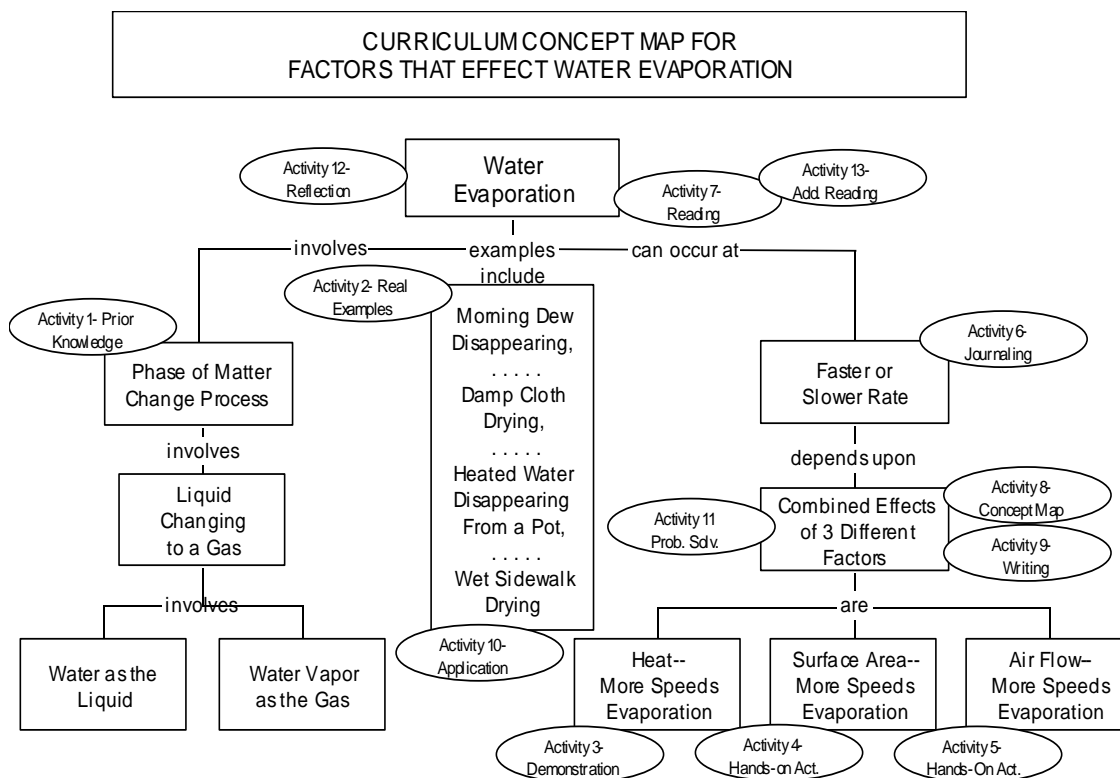 CURRICULUM CONCEPT MAP FOR
FACTORS THAT EFFECT WATER EVAPORATION
Water
Evaporation
Activity 12-
Reflection
Activity 7-
Reading
Activity 13-
Add. Reading
involves
examples
include
can occur at
Activity 1- Prior
Knowledge
Phase of Matter
Change Process
involves
Liquid
Changing
to a Gas
involves
Water as the
Liquid
Water Vapor
as the Gas
Activity 2- Real
Examples
Morning Dew
Disappearing,
. . . . .
Damp Cloth
Drying,
. . . . .
Heated Water
Disappearing
From a Pot,
. . . . .
Wet Sidewalk
Drying
Activity 10-
Application
Activity 6-
Journaling
Faster or
Slower Rate
depends upon
Activity 11
Prob. Solv.
Combined Effects
of 3 Different
Factors
Activity 8-
Concept Map
Activity 9-
Writing
are
Heat--
More Speeds
Evaporation
Surface Area--
More Speeds
Evaporation
Air Flow--
More Speeds
Evaporation
Activity 3-
Demonstration
Activity 4-
Hands-on Act.
Activity 5-
Hands-On Act.